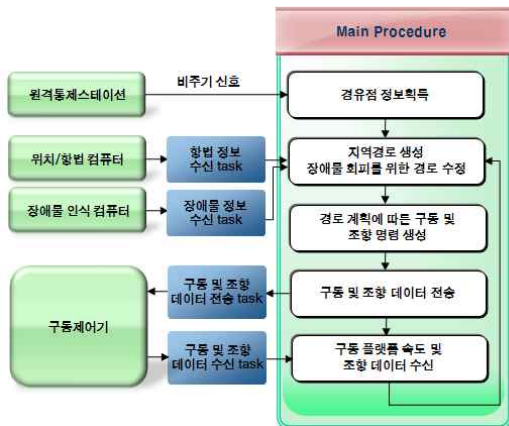 Main Procedure
원격통제스테이션
비주기 신호
경유점 정보획득
위치/항법 컴퓨터
항법 정보
수신 task
지역경로 생성
장애물 회피를 위한 경로 수정
장애물 인식 컴퓨터
장애물 정보
수신 task
경로 계획에 따른 구동 및
조향 명령 생성
구동제어기
구동 및 조향
데이터 전송 task
구동 및 조향 데이터 전송
구동 및 조향
데이터 수신 task
구동 플랫폼 속도 및
조향 데이터 수신